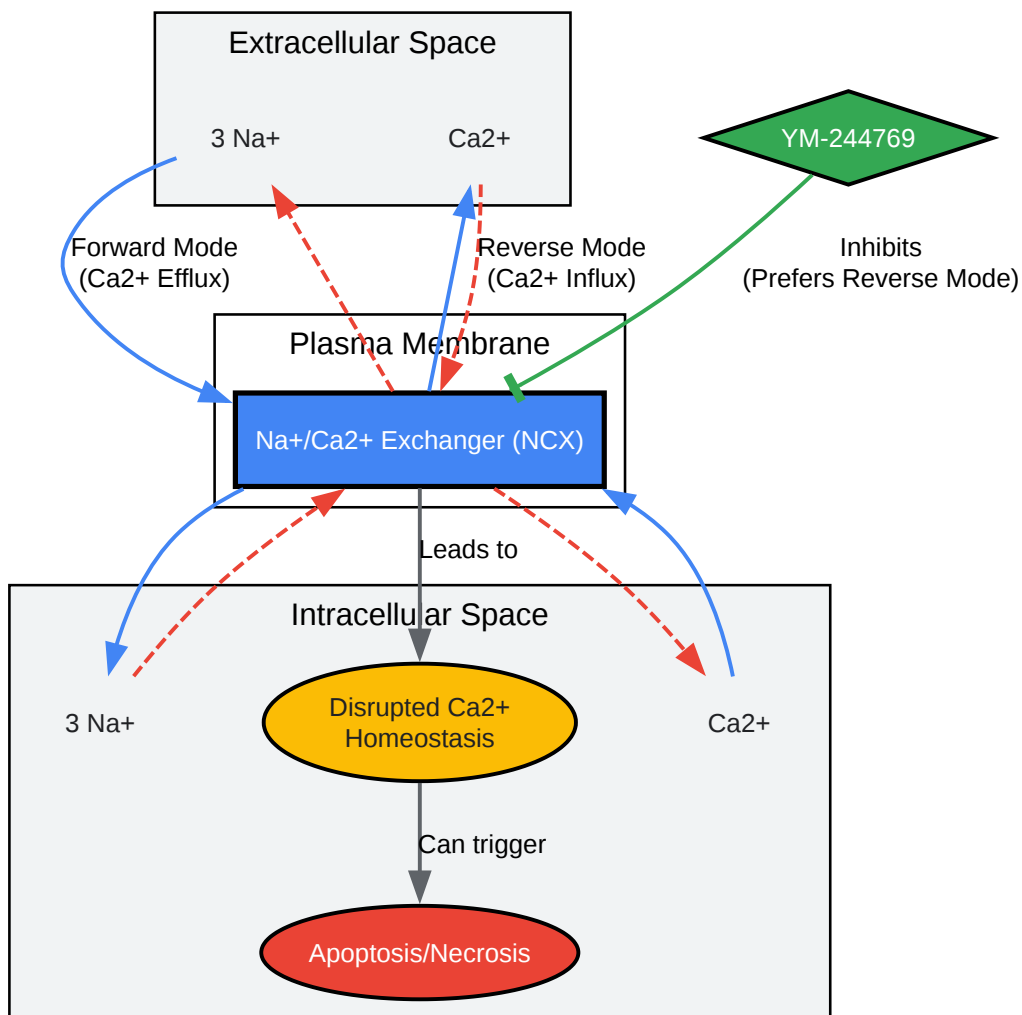 Extracellular Space
3 Na+
Ca2+
YM-244769
Forward Mode
(Ca2+ Efflux)
Reverse Mode
(Ca2+ Influx)
Inhibits
(Prefers Reverse Mode)
Plasma Membrane
Na+/Ca2+ Exchanger (NCX)
Leads to
Intracellular Space
3 Na+
Disrupted Ca2+
Homeostasis
Ca2+
Can trigger
Apoptosis/Necrosis